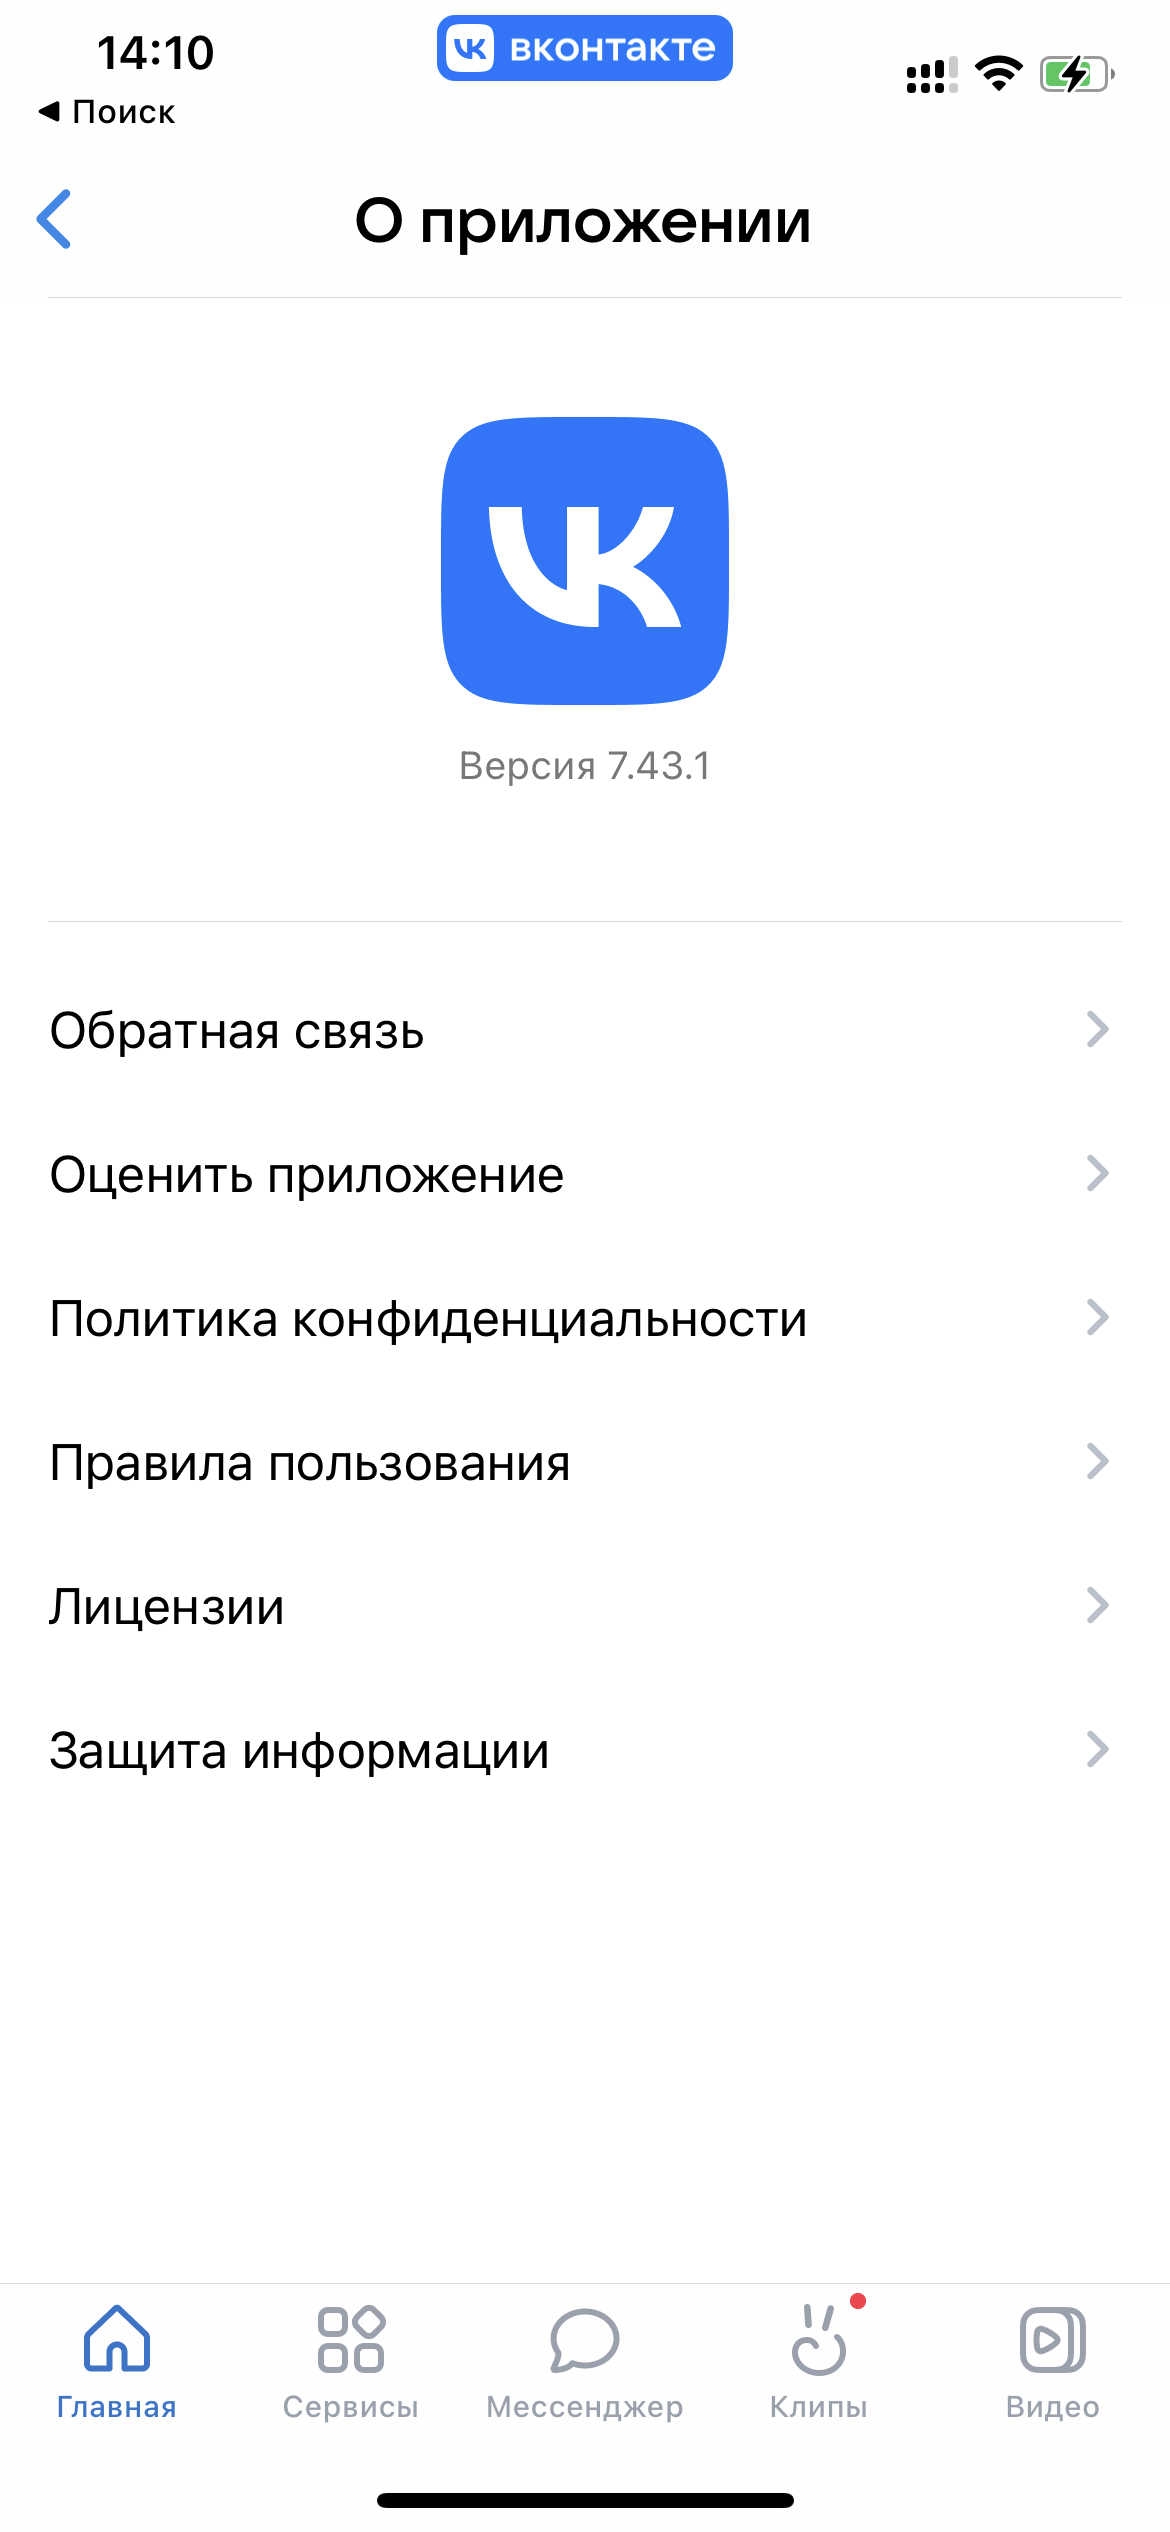 14:10
вконтакте
Поиск
О приложении
Версия 7.43.1
Обратная связь
Оценить приложение
Политика конфиденциальности
Правила пользования
Лицензии
Защита информации
Главная
Сервисы
Мессенджер
Клипы
Видео